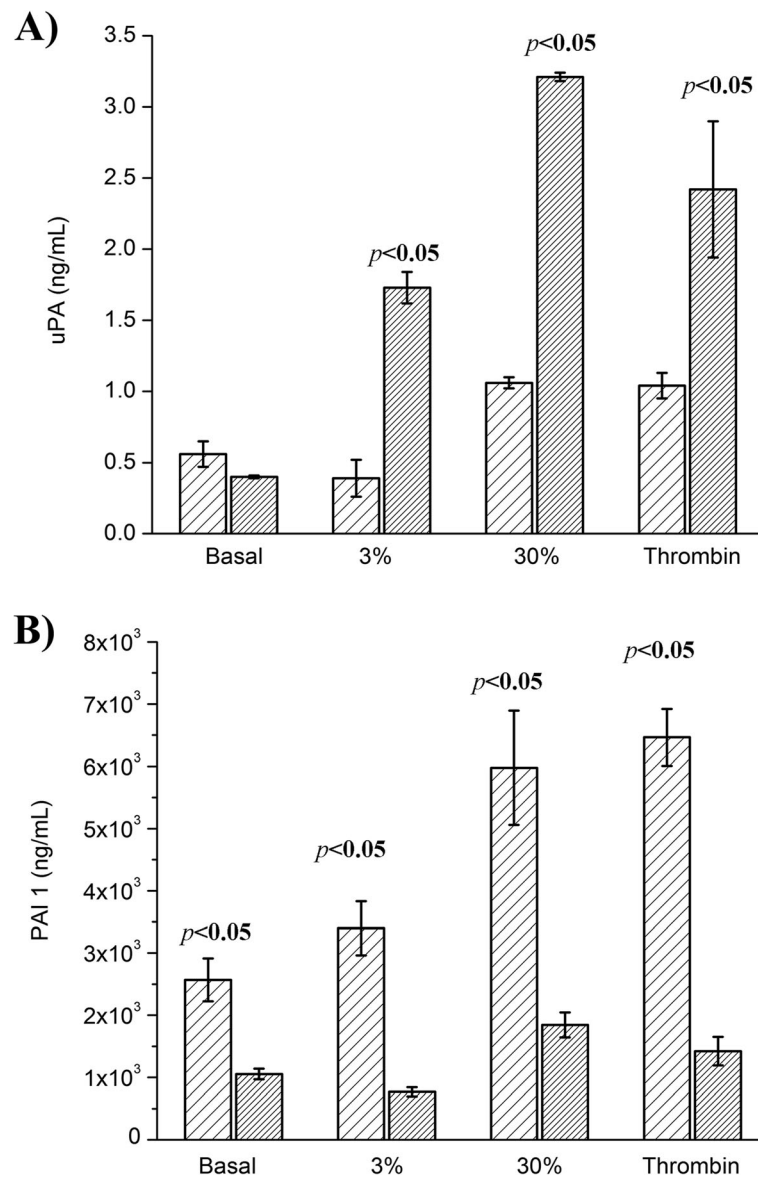 A)
3.5
3.0
2.5
2.0
1.5
1.0
0.5
0.0
uPA (ng/mL)
p<0.05
p<0.05
p<0.05
Basal 3% 30% Thrombin
B)
8x10³
7x10³
6x10³
5x10³
4x10³
3x10³
2x10³
1x10³
0
PAI 1 (ng/mL)
p<0.05
p<0.05
p<0.05
p<0.05
Basal 3% 30% Thrombin